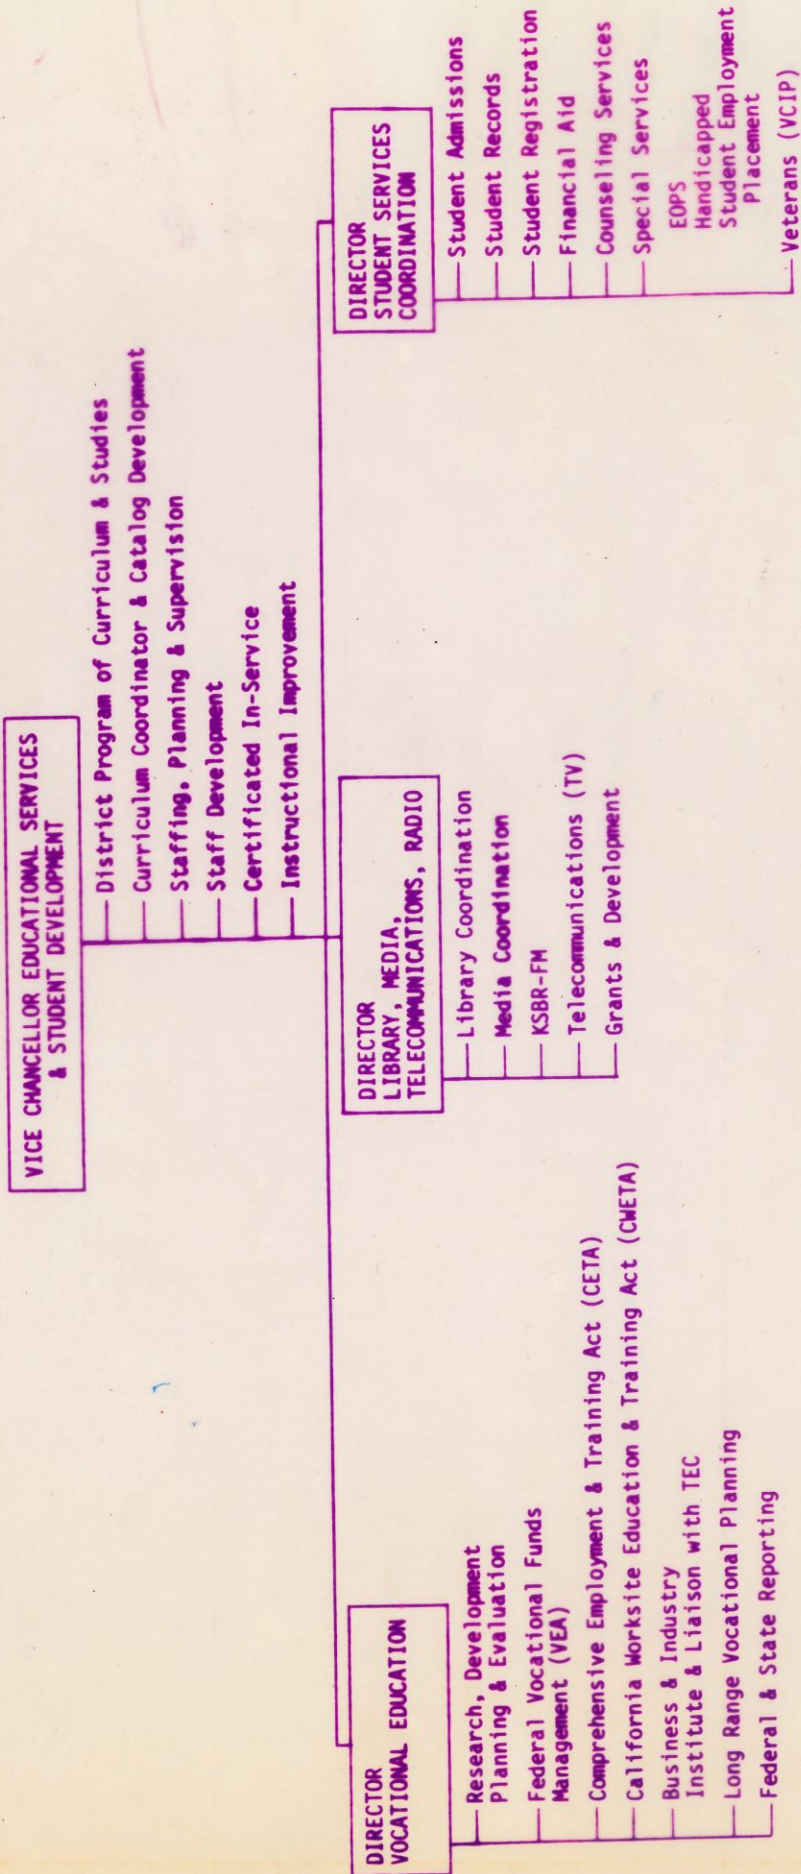 VICE CHANCELLOR EDUCATIONAL SERVICES
& STUDENT DEVELOPMENT
District Program of Curriculum & Studies
Curriculum Coordinator & Catalog Development
Staffing, Planning & Supervision
Staff Development
Certificated In-Service
Instructional Improvement
DIRECTOR
VOCATIONAL EDUCATION
Research, Development
Planning & Evaluation
Federal Vocational Funds
Management (VEA)
Comprehensive Employment & Training Act (CETA)
California Worksite Education & Training Act (CWETA)
Business & Industry
Institute & Liaison with TEC
Long Range Vocational Planning
Federal & State Reporting
DIRECTOR
LIBRARY, MEDIA,
TELECOMMUNICATIONS, RADIO
Library Coordination
Media Coordination
KSBR-FM
Telecommunications (TV)
Grants & Development
DIRECTOR
STUDENT SERVICES
COORDINATION
Student Admissions
Student Records
Student Registration
Financial Aid
Counseling Services
Special Services
EOPS
Handicapped
Student Employment
Placement
Veterans (VCIP)